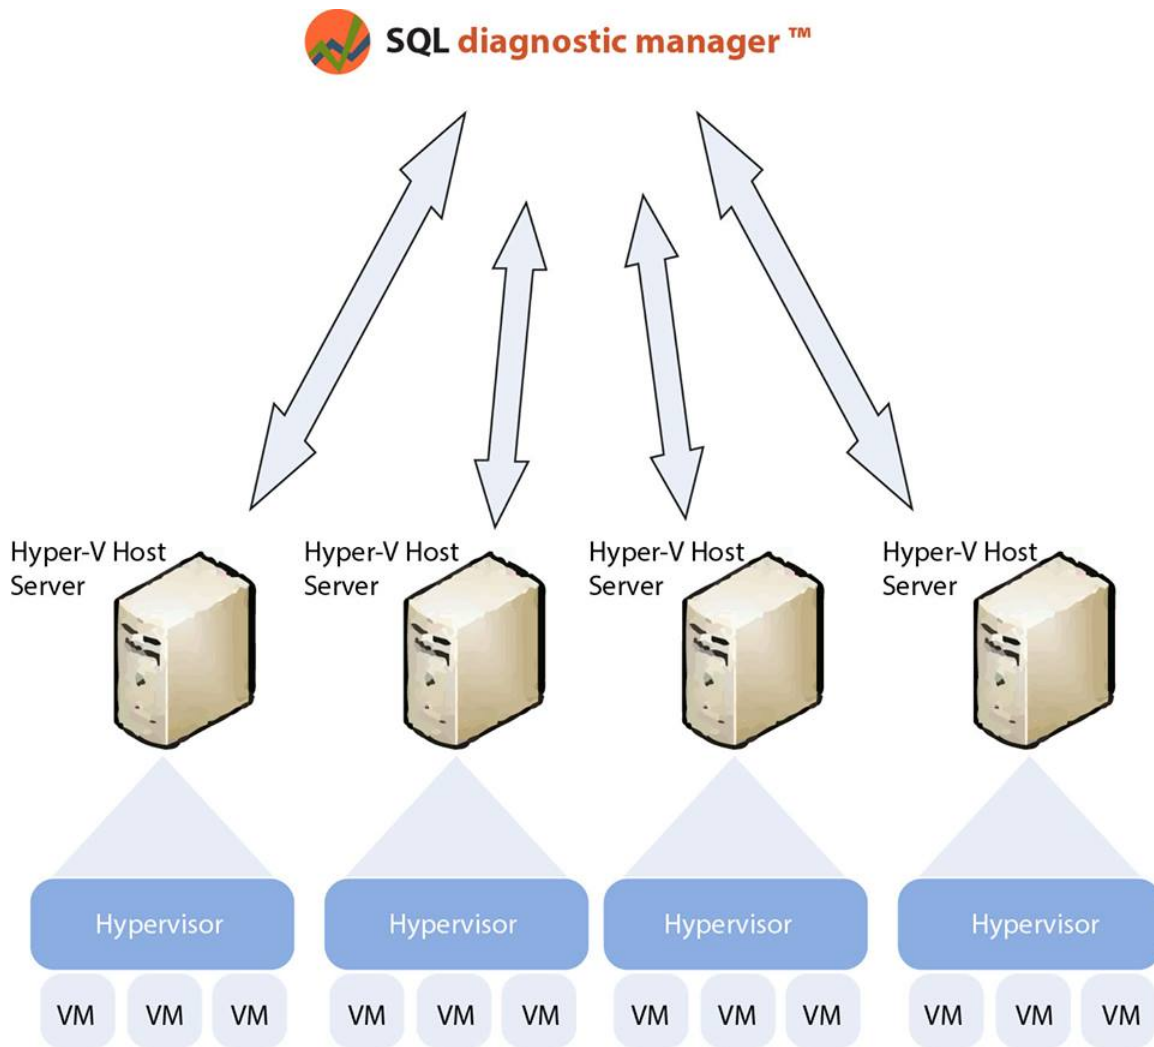 SQL diagnostic manager ™
Hyper-V Host
Server
Hyper-V Host
Server
Hyper-V Host
Server
Hyper-V Host
Server
Hypervisor
Hypervisor
Hypervisor
Hypervisor
VM VM VM
VM VM VM
VM VM VM
VM VM VM